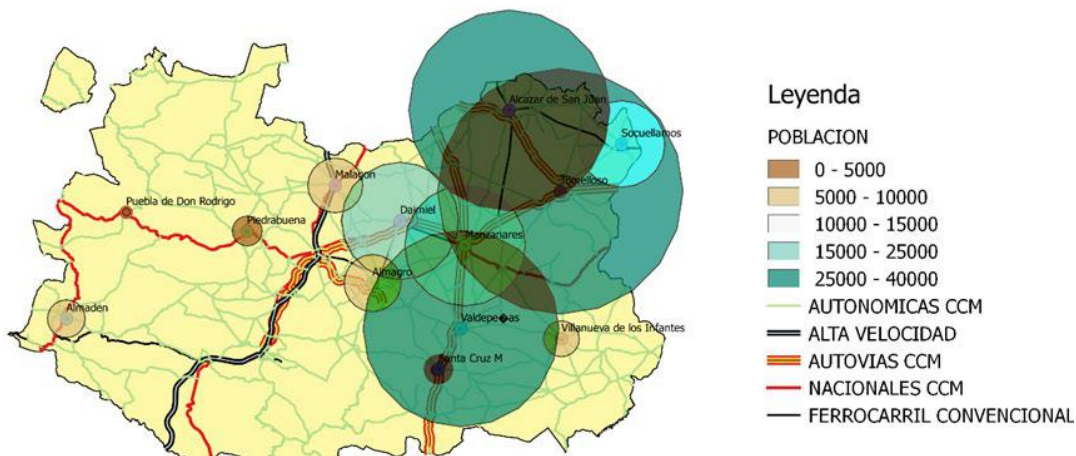 Alcazar de San Juan
Socuellamos
Malagon
Tomelloso
Puebla de Don Rodrigo
Daimiel
Piedrabuena
Manzanares
Almagro
Almaden
Valdepe�as
Villanueva de los Infantes
Santa Cruz M
Leyenda
POBLACION
0 - 5000
5000 - 10000
10000 - 15000
15000 - 25000
25000 - 40000
AUTONOMICAS CCM
ALTA VELOCIDAD
AUTOVIAS CCM
NACIONALES CCM
FERROCARRIL CONVENCIONAL